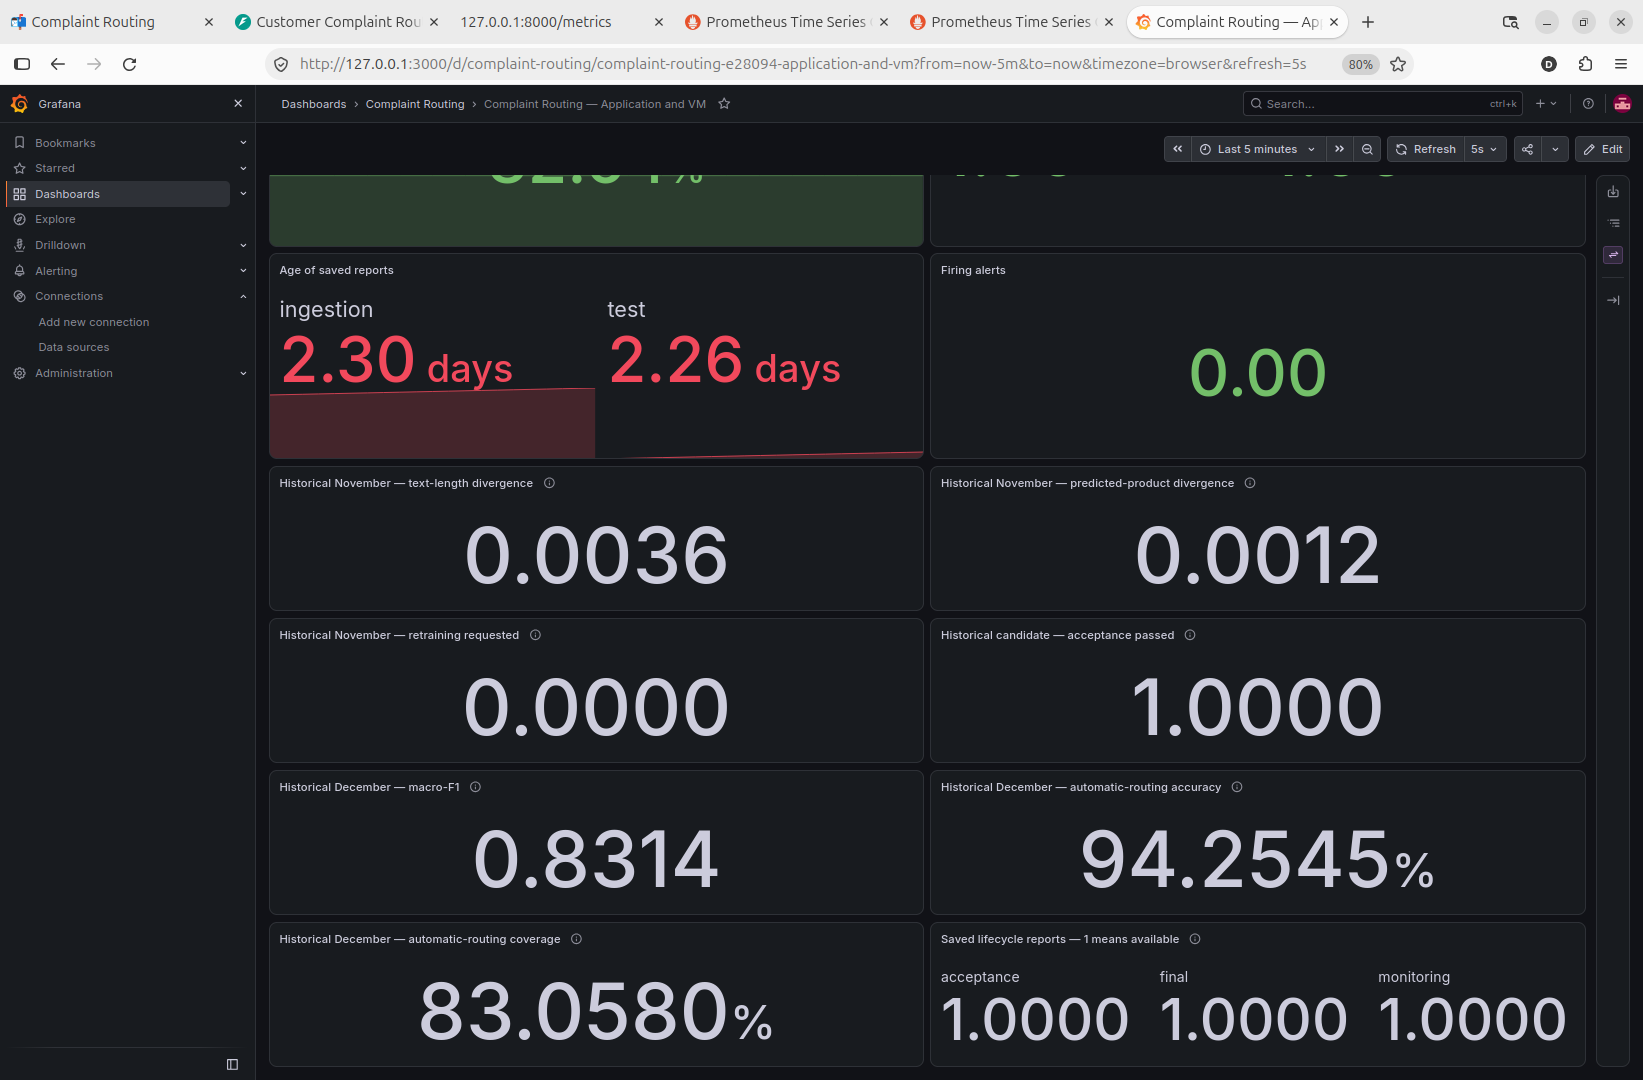 Complaint Routing
Customer Complaint Rou
127.0.0.1:8000/metrics
Prometheus Time Series
Prometheus Time Series
Complaint Routing — Ap
http://127.0.0.1:3000/d/complaint-routing/complaint-routing-e28094-application-and-vm?from=now-5m&to=now&timezone=browser&refresh=5s
80%
D
Grafana
Dashboards › Complaint Routing › Complaint Routing — Application and VM
Search...
ctrl+k
Bookmarks
Starred
Dashboards
Explore
Drilldown
Alerting
Connections
Add new connection
Data sources
Administration
Last 5 minutes
Refresh
5s
Edit
Age of saved reports
ingestion
2.30 days
test
2.26 days
Firing alerts
0.00
Historical November — text-length divergence
0.0036
Historical November — predicted-product divergence
0.0012
Historical November — retraining requested
0.0000
Historical candidate — acceptance passed
1.0000
Historical December — macro-F1
0.8314
Historical December — automatic-routing accuracy
94.2545%
Historical December — automatic-routing coverage
83.0580%
Saved lifecycle reports — 1 means available
acceptance
1.0000
final
1.0000
monitoring
1.0000